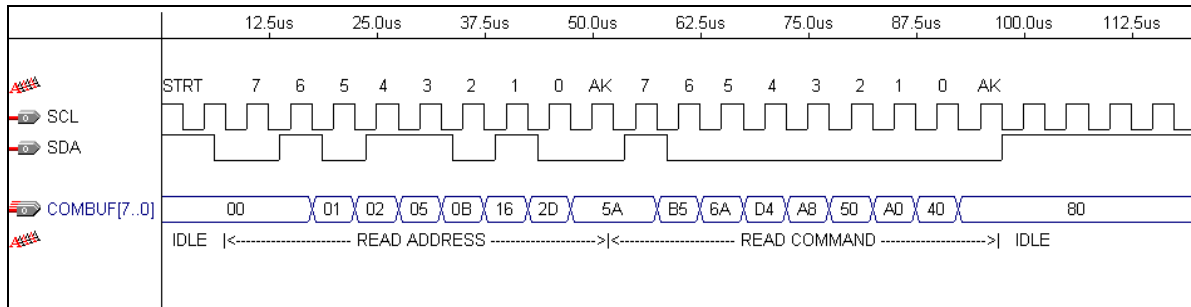 12.5us 25.0us 37.5us 50.0us 62.5us 75.0us 87.5us 100.0us 112.5us
STRT 7 6 5 4 3 2 1 0 AK 7 6 5 4 3 2 1 0 AK
SCL
SDA
COMBUF[7..0] 00 01 02 05 0B 16 2D 5A B5 6A D4 A8 50 A0 40 80
IDLE |<-------------------- READ ADDRESS ------------------>|<-------------------- READ COMMAND ------------------>| IDLE